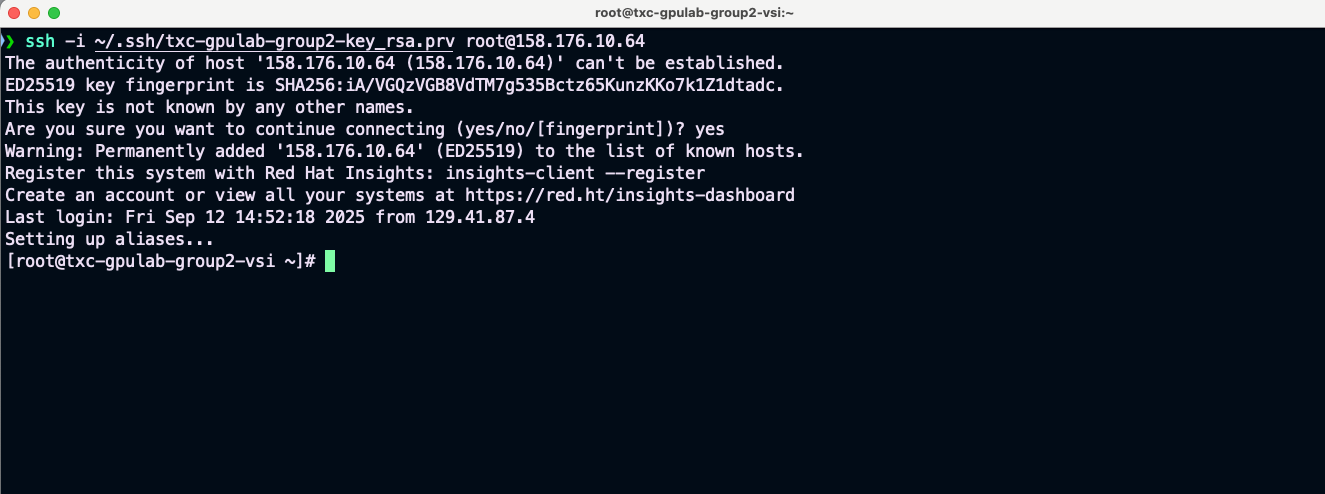 root@txc-gpulab-group2-vsi:~
❯ ssh -i ~/.ssh/txc-gpulab-group2-key_rsa.prv root@158.176.10.64
The authenticity of host '158.176.10.64 (158.176.10.64)' can't be established.
ED25519 key fingerprint is SHA256:iA/VGQzVGB8VdTM7g535Bctz65KunzKKo7k1Z1dtadc.
This key is not known by any other names.
Are you sure you want to continue connecting (yes/no/[fingerprint])? yes
Warning: Permanently added '158.176.10.64' (ED25519) to the list of known hosts.
Register this system with Red Hat Insights: insights-client --register
Create an account or view all your systems at https://red.ht/insights-dashboard
Last login: Fri Sep 12 14:52:18 2025 from 129.41.87.4
Setting up aliases...
[root@txc-gpulab-group2-vsi ~]#